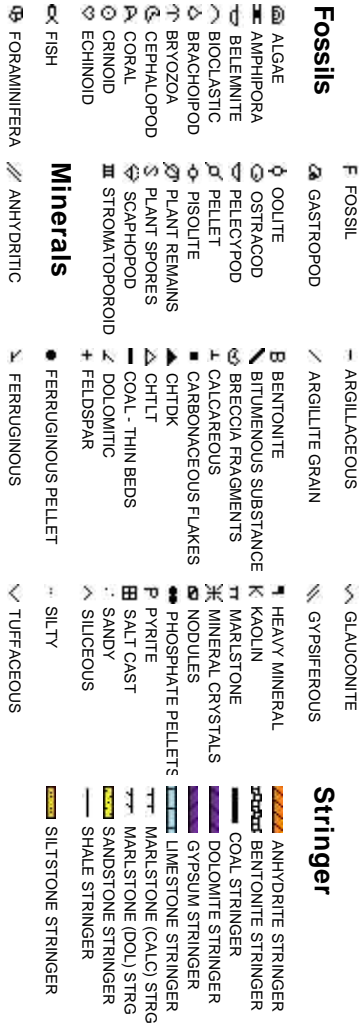 Fossils
ALGAE
AMPHIPORA
BELEMNITE
BIOCLASTIC
BRACHIOPOD
BRYOZOA
CEPHALOPOD
CORAL
CRINOID
ECHINOID
FISH
FORAMINIFERA
F FOSSIL
GASTROPOD
OOLITE
OSTRACOD
PELECYPOD
PELLET
PISOLITE
PLANT REMAINS
S PLANT SPORES
SCAPHOPOD
STROMATOPOROID
Minerals
ANHYDRITIC
ARGILLACEOUS
ARGILLITE GRAIN
B BENTONITE
BITUMENOUS SUBSTANCE
BRECCIA FRAGMENTS
CALCAREOUS
CARBONACEOUS FLAKES
CHTDK
CHTLT
COAL - THIN BEDS
DOLOMITIC
FELDSPAR
FERRUGINOUS PELLET
FERRUGINOUS
GLAUCONITE
GYPSIFEROUS
HEAVY MINERAL
K KAOLIN
MARLSTONE
MINERAL CRYSTALS
NODULES
PHOSPHATE PELLETS
P PYRITE
SALT CAST
SANDY
SILICEOUS
SILTY
TUFFACEOUS
Stringer
ANHYDRITE STRINGER
BENTONITE STRINGER
COAL STRINGER
DOLOMITE STRINGER
GYPSUM STRINGER
LIMESTONE STRINGER
MARLSTONE (CALC) STRG
MARLSTONE (DOL) STRG
SANDSTONE STRINGER
SHALE STRINGER
SILTSTONE STRINGER